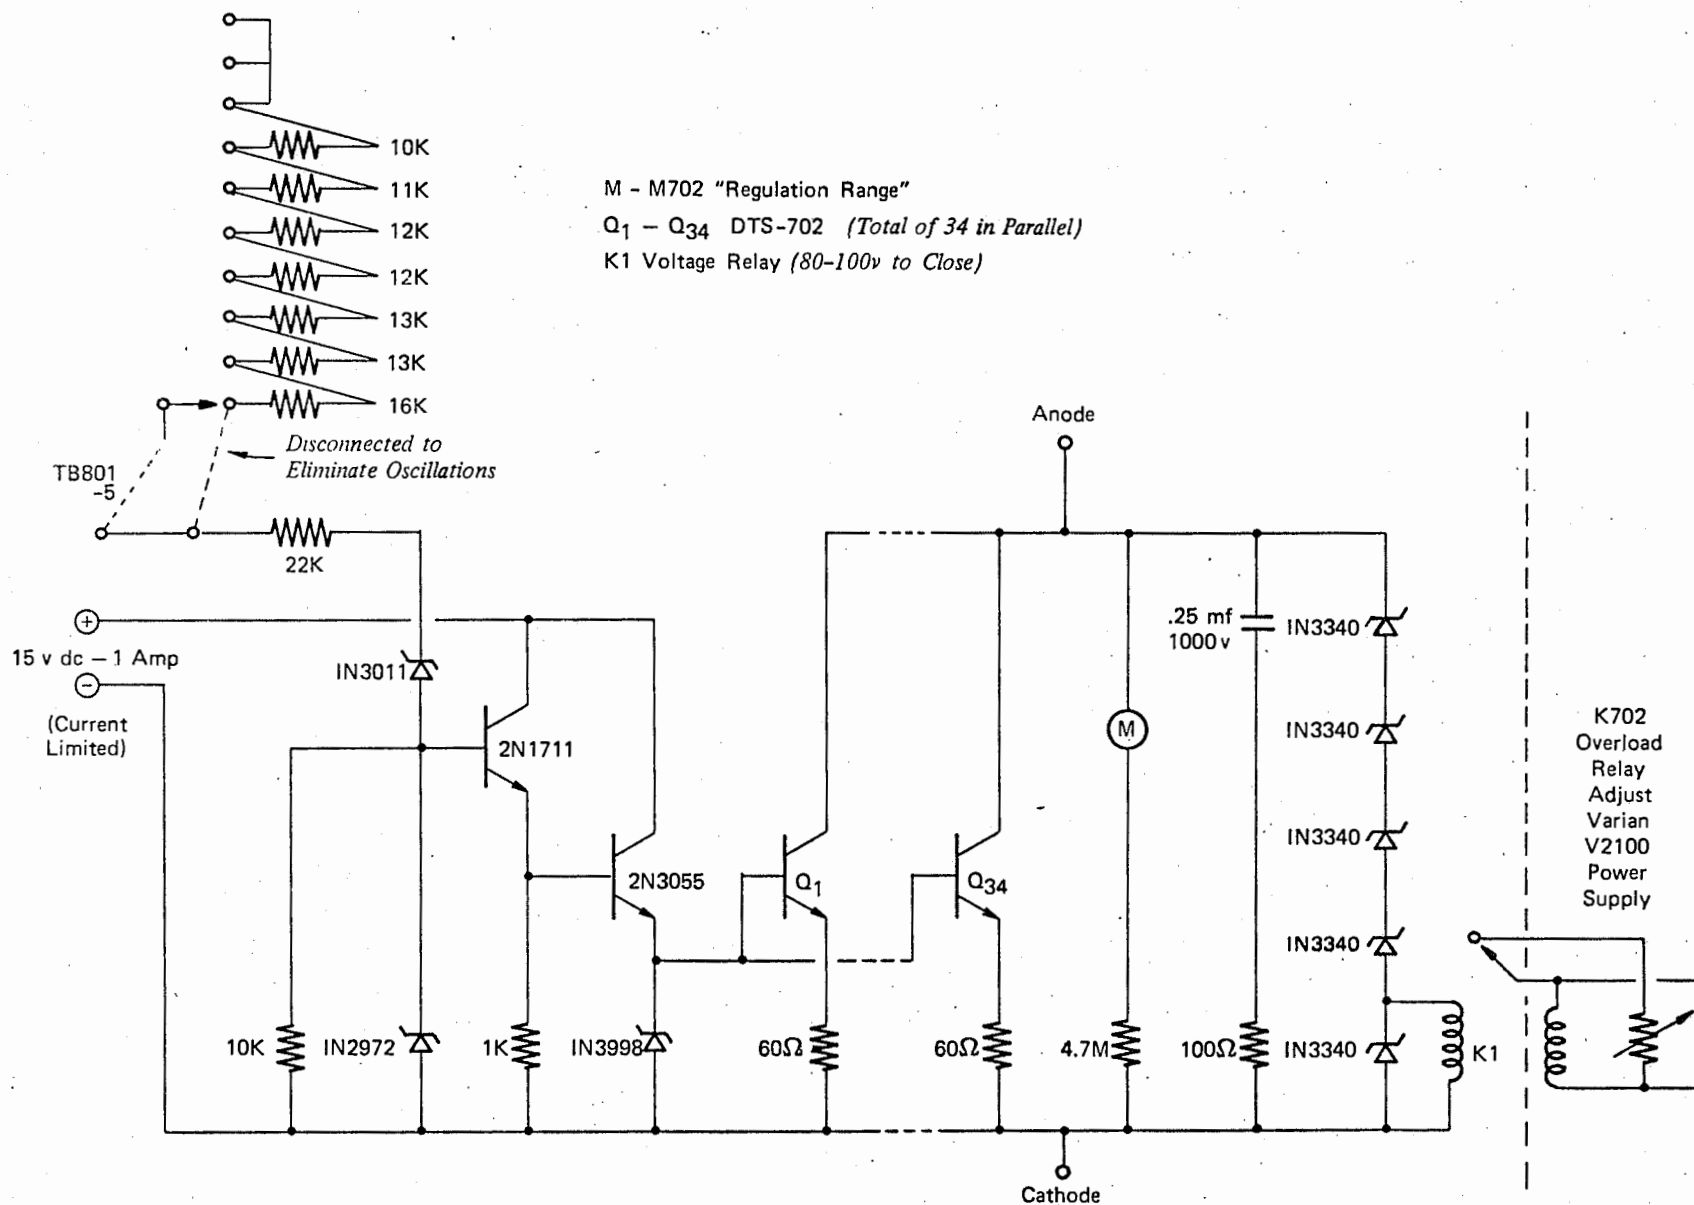 10K
11K
12K
12K
13K
13K
16K
M - M702 "Regulation Range"
Q1 - Q34 DTS-702 (Total of 34 in Parallel)
K1 Voltage Relay (80-100v to Close)
Disconnected to
Eliminate Oscillations
TB801
-5
22K
Anode
+
15 v dc - 1 Amp
-
(Current
Limited)
IN3011
2N1711
2N3055
Q1
Q34
M
.25 mf
1000 v
IN3340
IN3340
IN3340
IN3340
K702
Overload
Relay
Adjust
Varian
V2100
Power
Supply
10K
IN2972
1K
IN3998
60Ω
60Ω
4.7M
100Ω
IN3340
K1
Cathode